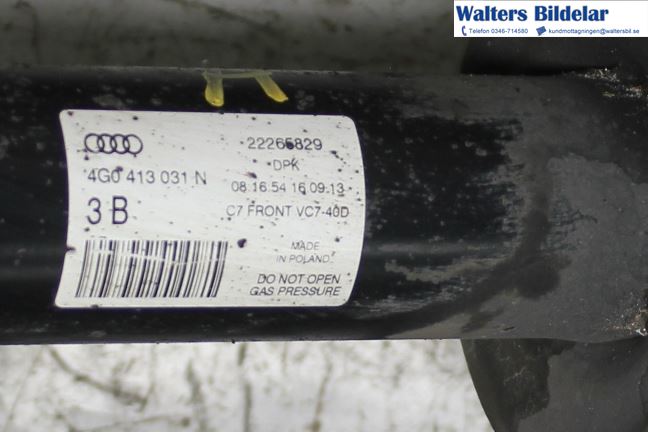 Walters Bildelar
Telefon 0346-714580 kundmottagningen@waltersbil.se
4G0 413 031 N
3 B
22265829
DPK
08:16:54 16.09.13
C7 FRONT VC7-40D
MADE
IN POLAND
DO NOT OPEN
GAS PRESSURE